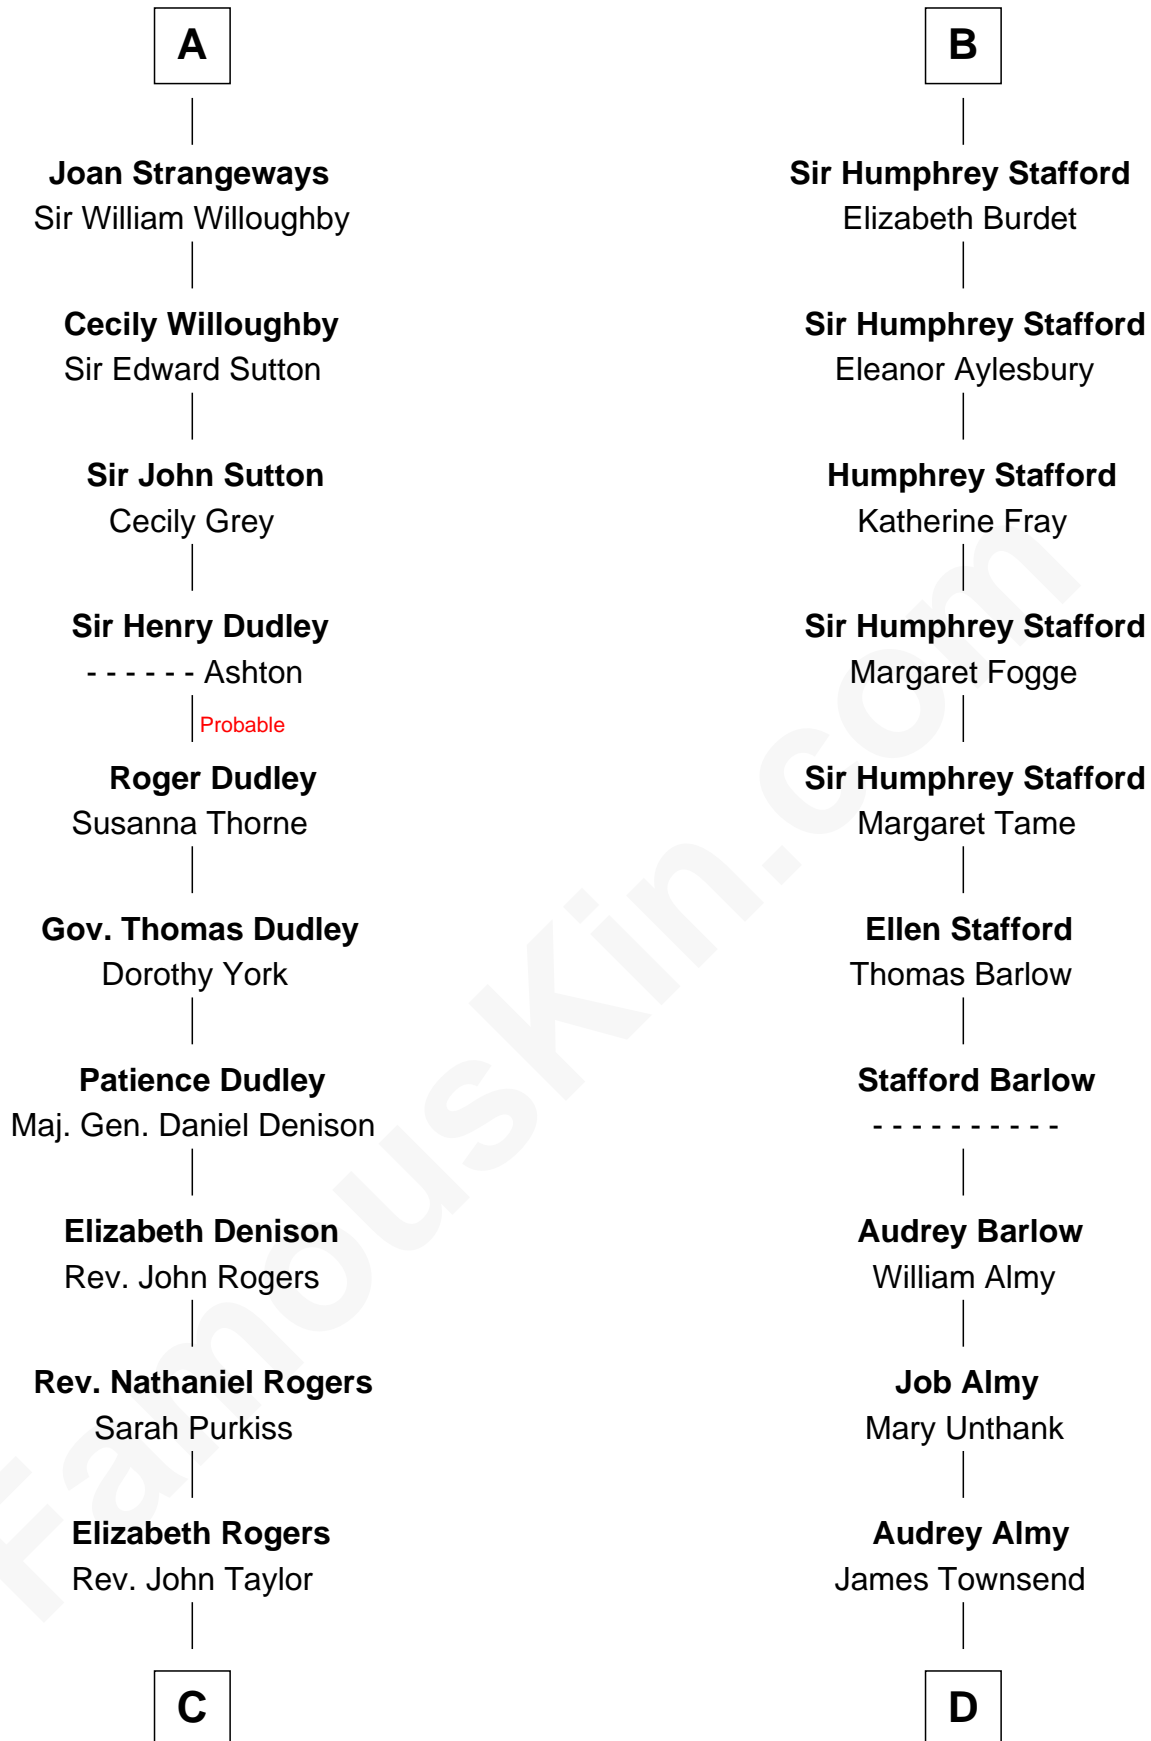 A
Joan Strangeways
Sir William Willoughby
Cecily Willoughby
Sir Edward Sutton
Sir John Sutton
Cecily Grey
Sir Henry Dudley
- - - - - - Ashton
Probable
Roger Dudley
Susanna Thorne
Gov. Thomas Dudley
Dorothy York
Patience Dudley
Maj. Gen. Daniel Denison
Elizabeth Denison
Rev. John Rogers
Rev. Nathaniel Rogers
Sarah Purkiss
Elizabeth Rogers
Rev. John Taylor
C
B
Sir Humphrey Stafford
Elizabeth Burdet
Sir Humphrey Stafford
Eleanor Aylesbury
Humphrey Stafford
Katherine Fray
Sir Humphrey Stafford
Margaret Fogge
Sir Humphrey Stafford
Margaret Tame
Ellen Stafford
Thomas Barlow
Stafford Barlow
- - - - - - - - - -
Audrey Barlow
William Almy
Job Almy
Mary Unthank
Audrey Almy
James Townsend
D
FamousKin.com